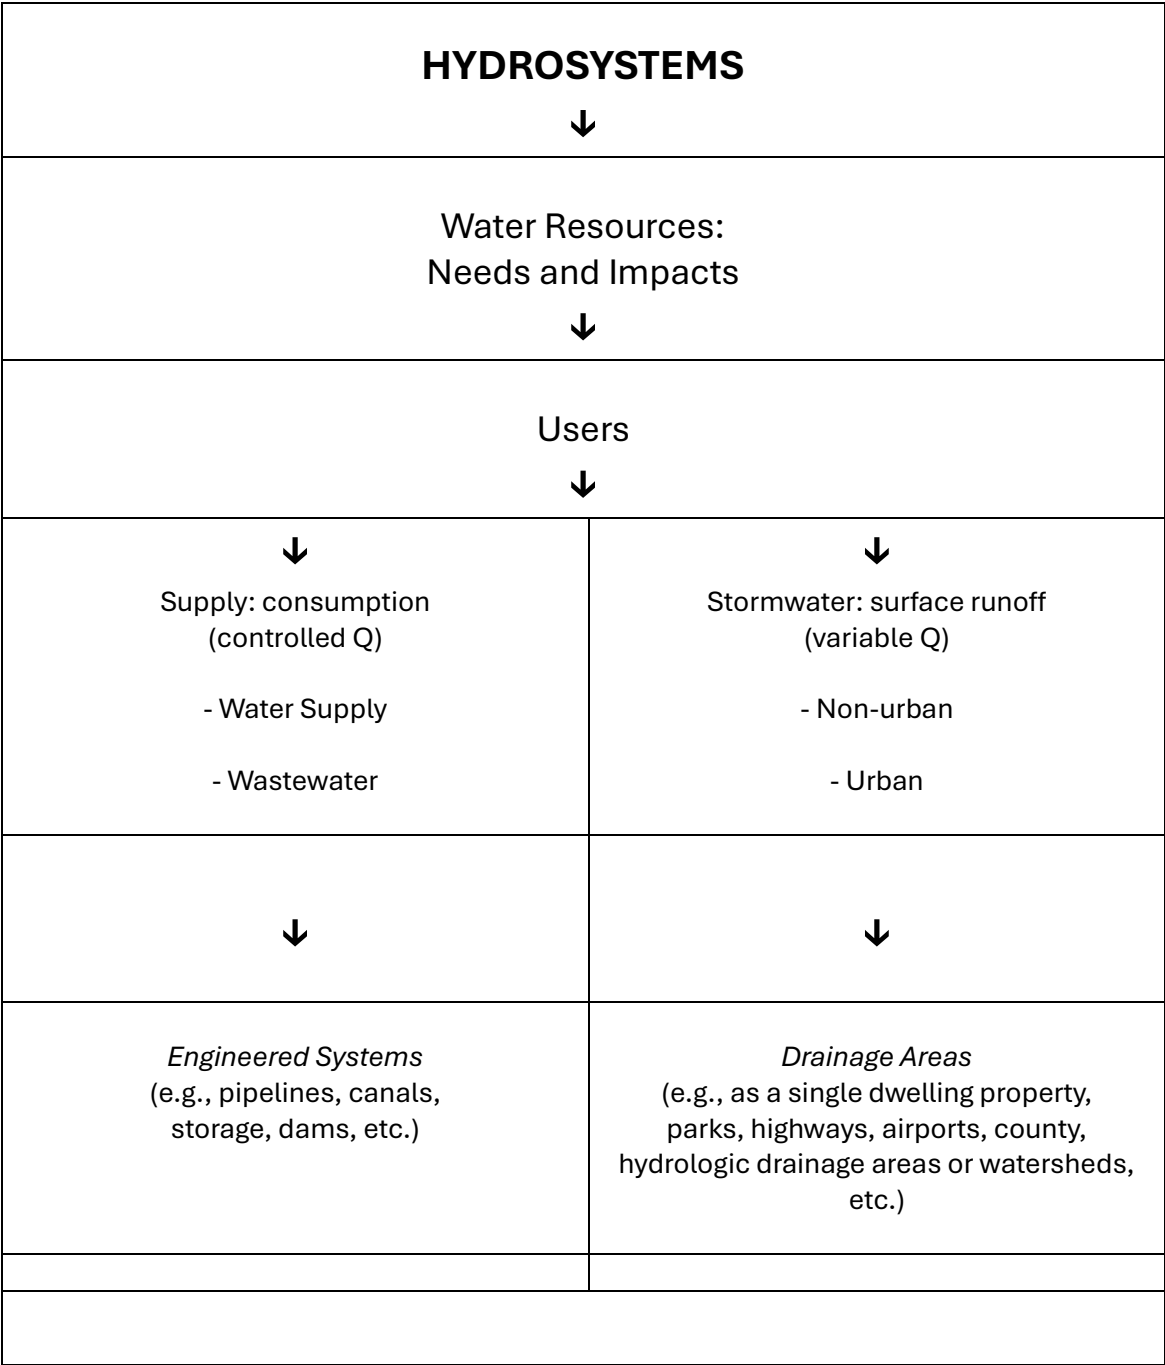 HYDROSYSTEMS
↓
Water Resources:
Needs and Impacts
↓
Users
↓
↓
Supply: consumption
(controlled Q)
- Water Supply
- Wastewater
↓
Stormwater: surface runoff
(variable Q)
- Non-urban
- Urban
↓
↓
Engineered Systems
(e.g., pipelines, canals,
storage, dams, etc.)
Drainage Areas
(e.g., as a single dwelling property,
parks, highways, airports, county,
hydrologic drainage areas or watersheds,
etc.)